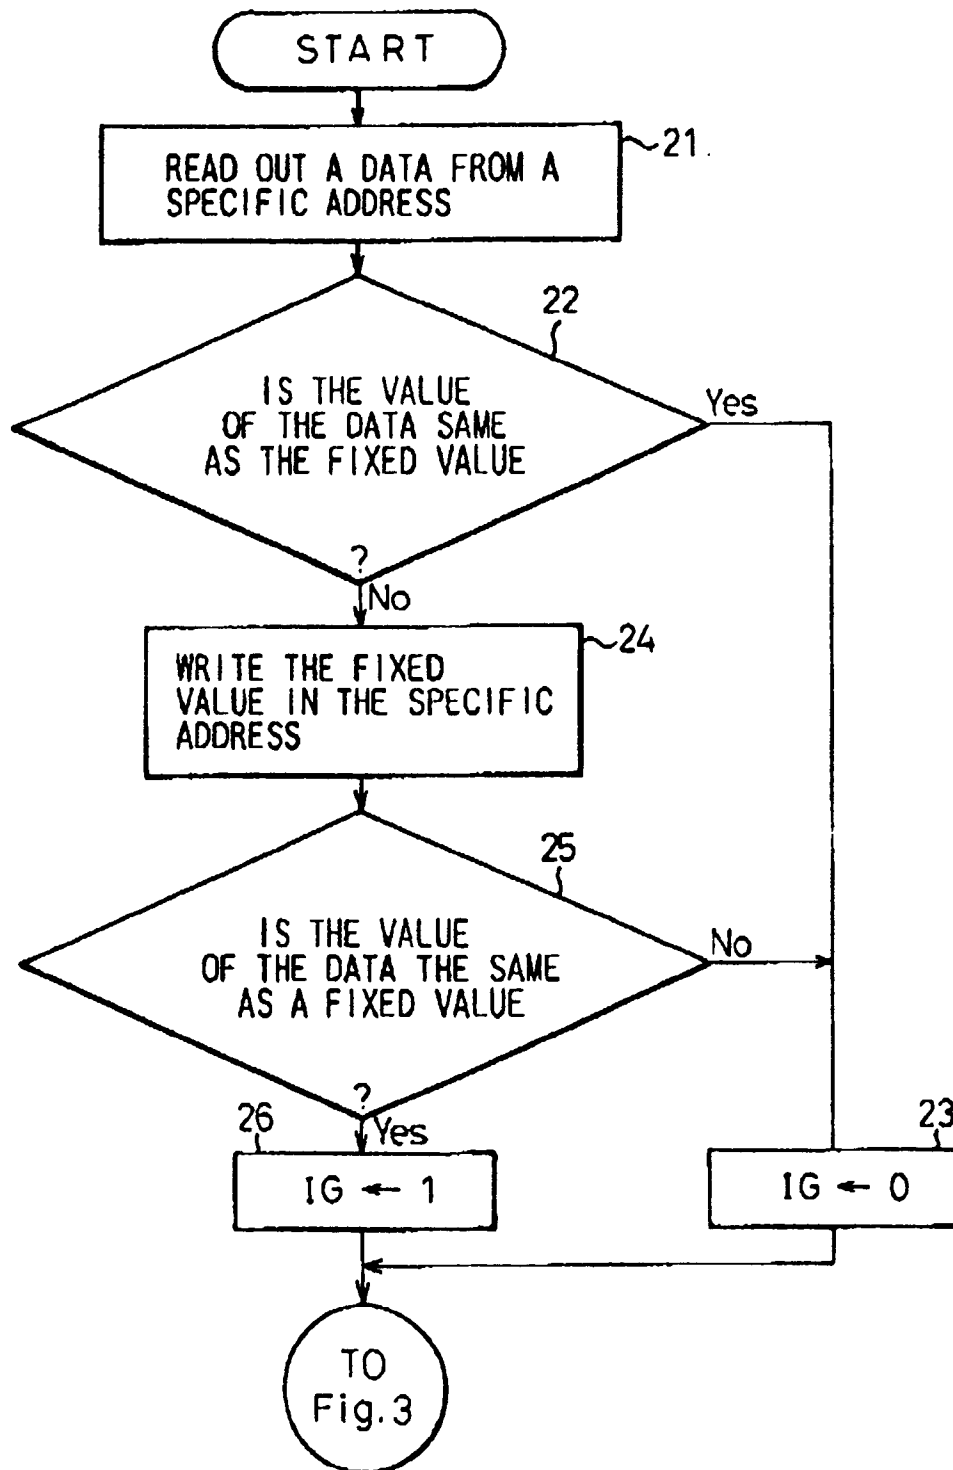 START
21
READ OUT A DATA FROM A
SPECIFIC ADDRESS
22
IS THE VALUE
OF THE DATA SAME
AS THE FIXED VALUE
?
Yes
No
24
WRITE THE FIXED
VALUE IN THE SPECIFIC
ADDRESS
25
IS THE VALUE
OF THE DATA THE SAME
AS A FIXED VALUE
?
No
Yes
26
IG ← 1
23
IG ← 0
TO
Fig.3